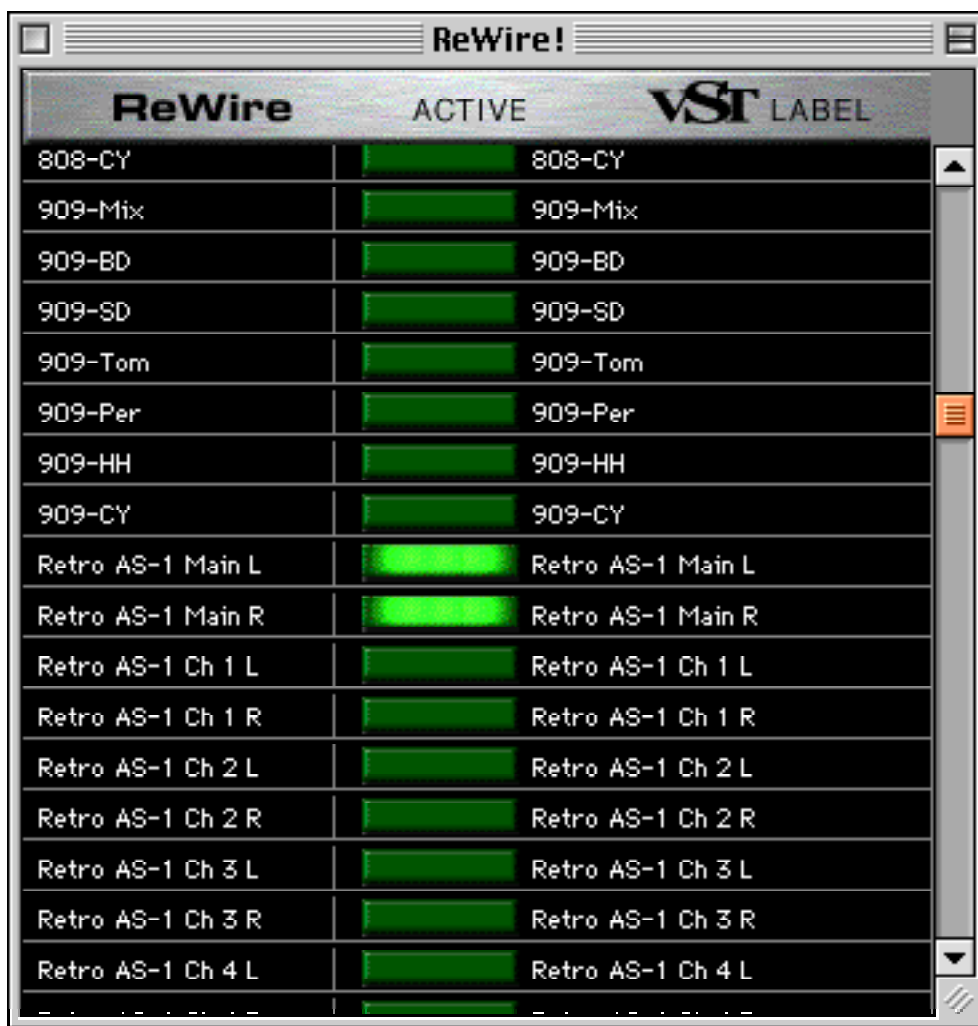 ReWire!
ReWire ACTIVE VST LABEL
808-CY 808-CY
909-Mix 909-Mix
909-BD 909-BD
909-SD 909-SD
909-Tom 909-Tom
909-Per 909-Per
909-HH 909-HH
909-CY 909-CY
Retro AS-1 Main L Retro AS-1 Main L
Retro AS-1 Main R Retro AS-1 Main R
Retro AS-1 Ch 1 L Retro AS-1 Ch 1 L
Retro AS-1 Ch 1 R Retro AS-1 Ch 1 R
Retro AS-1 Ch 2 L Retro AS-1 Ch 2 L
Retro AS-1 Ch 2 R Retro AS-1 Ch 2 R
Retro AS-1 Ch 3 L Retro AS-1 Ch 3 L
Retro AS-1 Ch 3 R Retro AS-1 Ch 3 R
Retro AS-1 Ch 4 L Retro AS-1 Ch 4 L